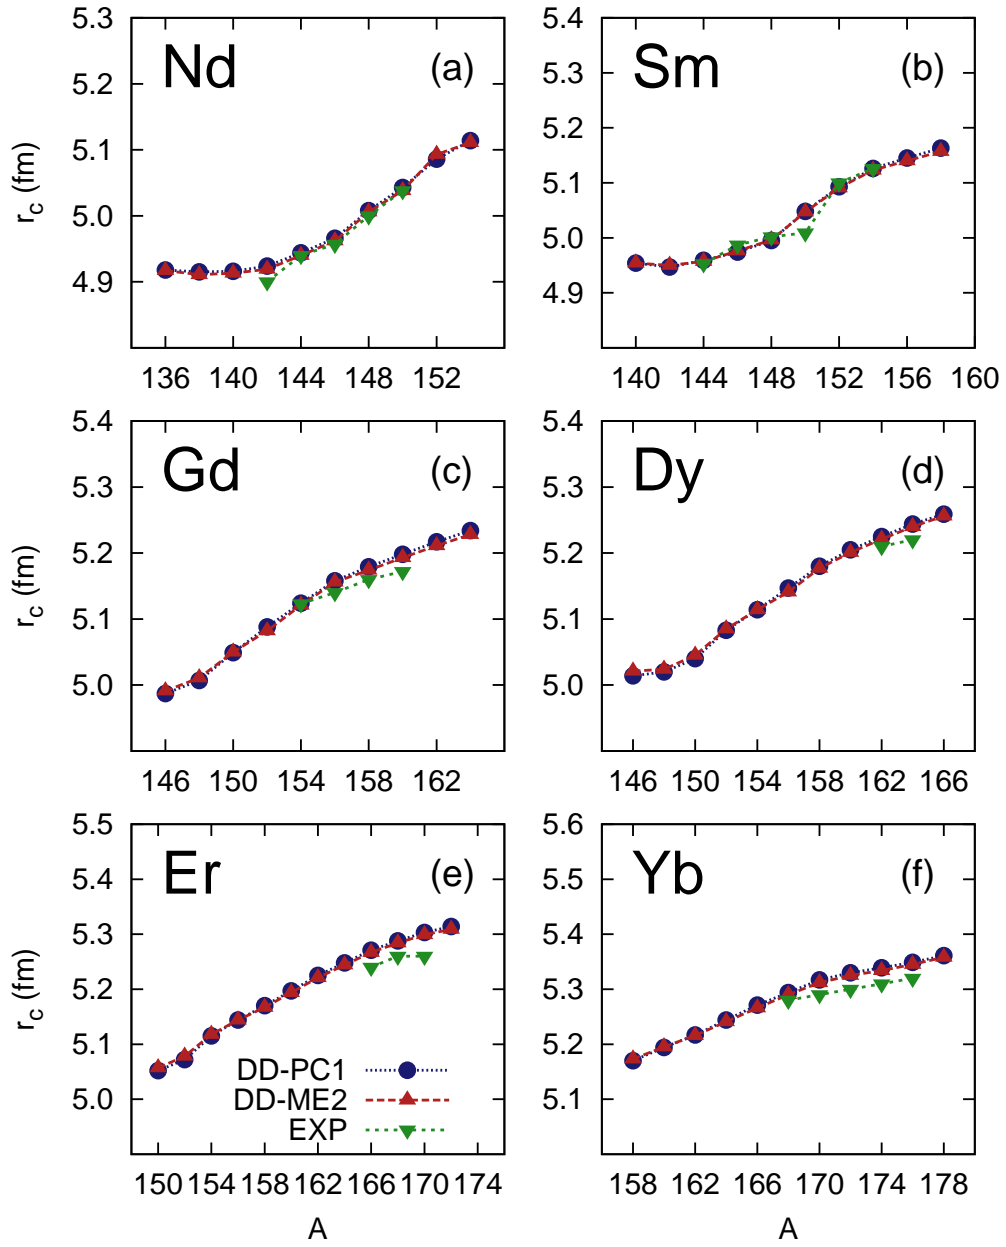 5.3
5.2
5.1
5.0
4.9
r_c (fm)
Nd
(a)
136 140 144 148 152
5.4
5.3
5.2
5.1
5.0
4.9
Sm
(b)
140 144 148 152 156 160
5.4
5.3
5.2
5.1
5.0
r_c (fm)
Gd
(c)
146 150 154 158 162
5.4
5.3
5.2
5.1
5.0
Dy
(d)
146 150 154 158 162 166
5.5
5.4
5.3
5.2
5.1
5.0
r_c (fm)
Er
(e)
DD-PC1
DD-ME2
EXP
150 154 158 162 166 170 174
A
5.6
5.5
5.4
5.3
5.2
5.1
Yb
(f)
158 162 166 170 174 178
A